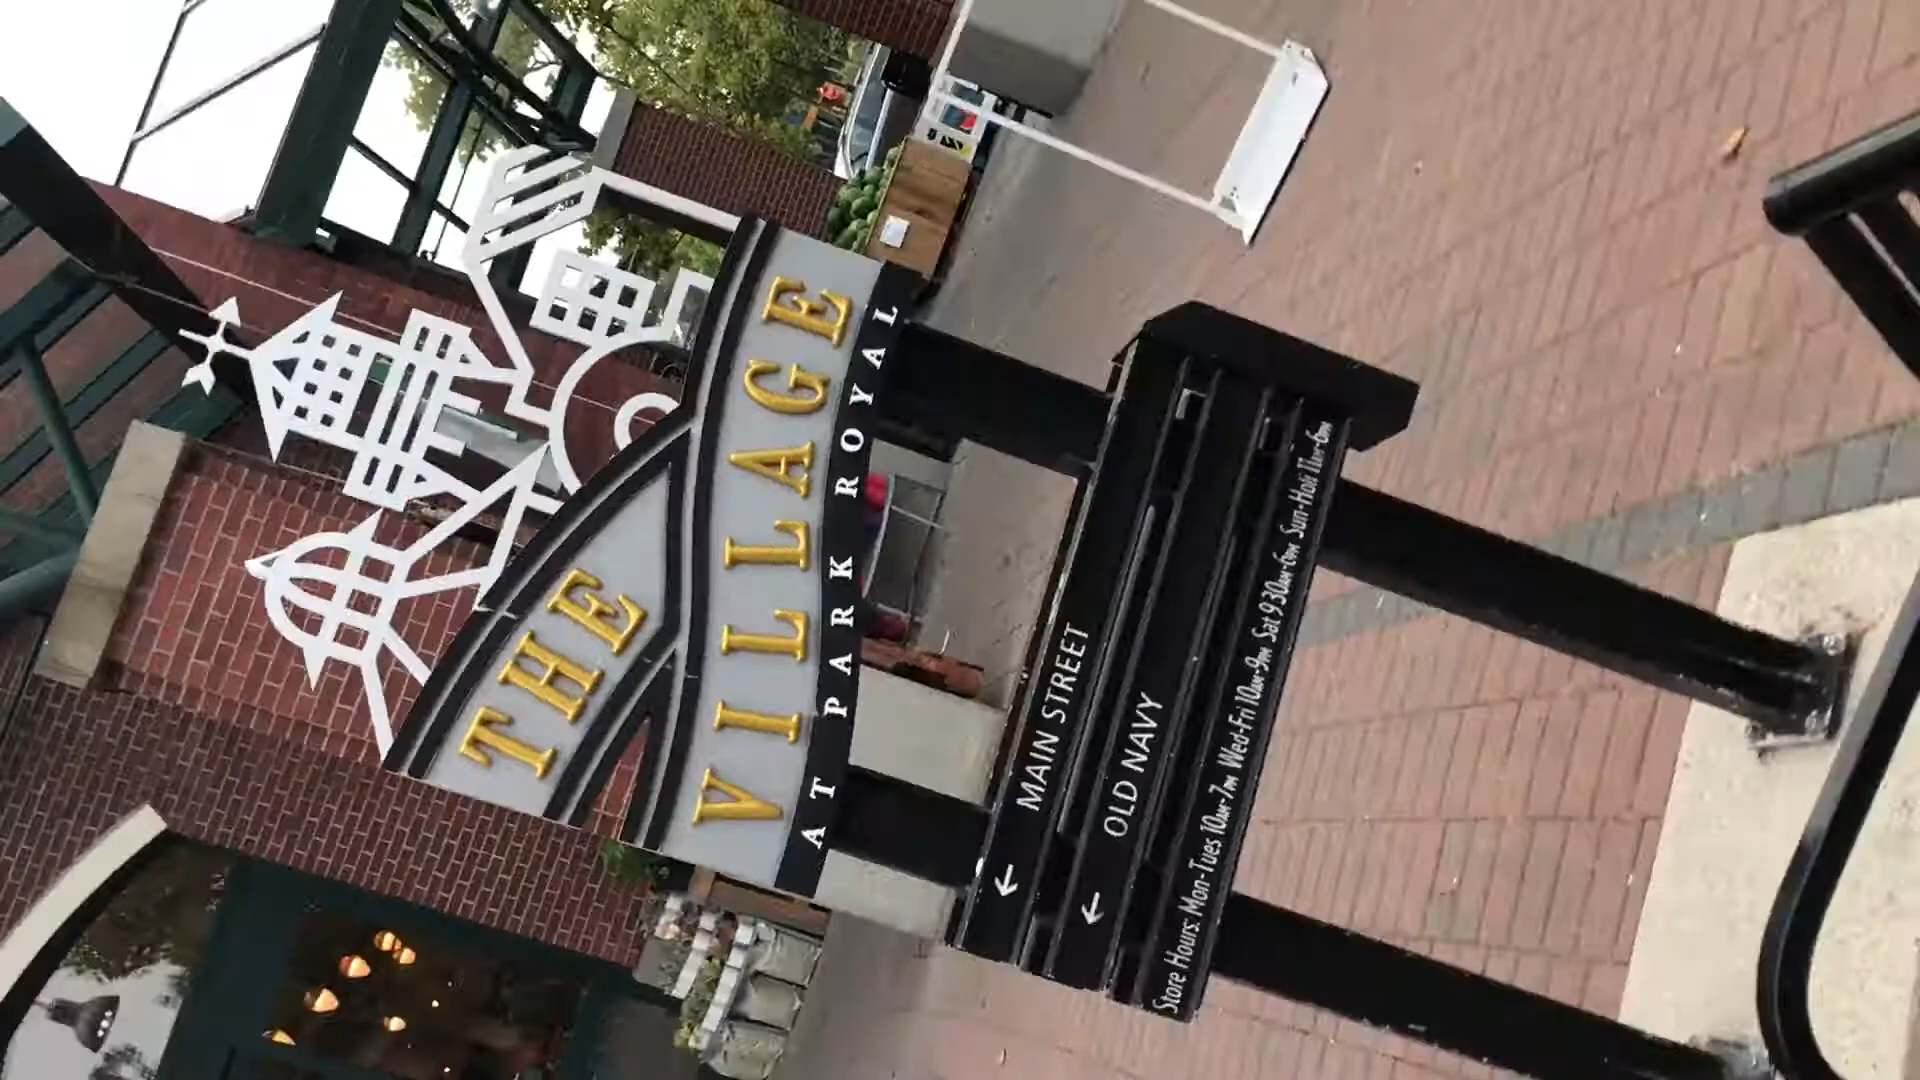 THE
VILLAGE
AT PARK ROYAL
← MAIN STREET
← OLD NAVY
Store Hours: Mon-Tues 10AM-7PM Wed-Fri 10AM-9PM Sat 9:30AM-6PM Sun-Holi 11AM-6PM